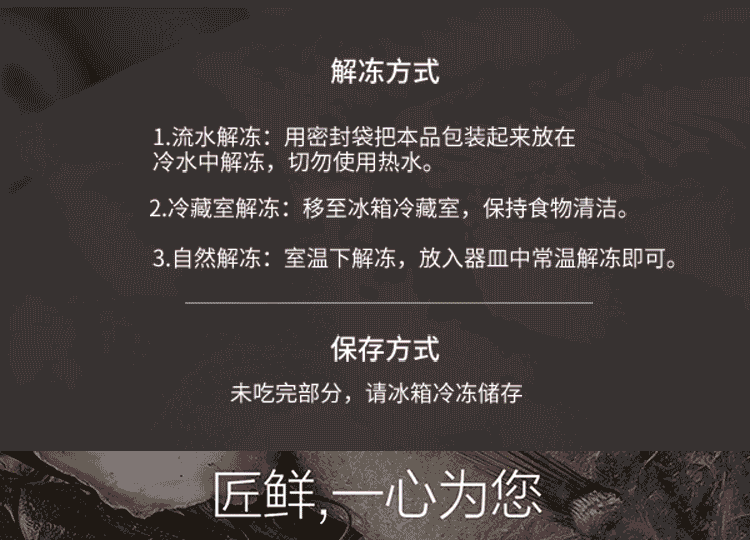 解冻方式
1.流水解冻：用密封袋把本品包装起来放在
冷水中解冻，切勿使用热水。
2.冷藏室解冻：移至冰箱冷藏室，保持食物清洁。
3.自然解冻：室温下解冻，放入器皿中常温解冻即可。
保存方式
未吃完部分，请冰箱冷冻储存
匠鲜,一心为您